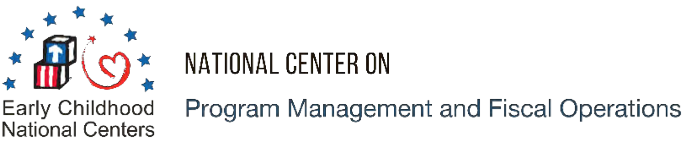 NATIONAL CENTER ON
Program Management and Fiscal Operations
Early Childhood
National Centers